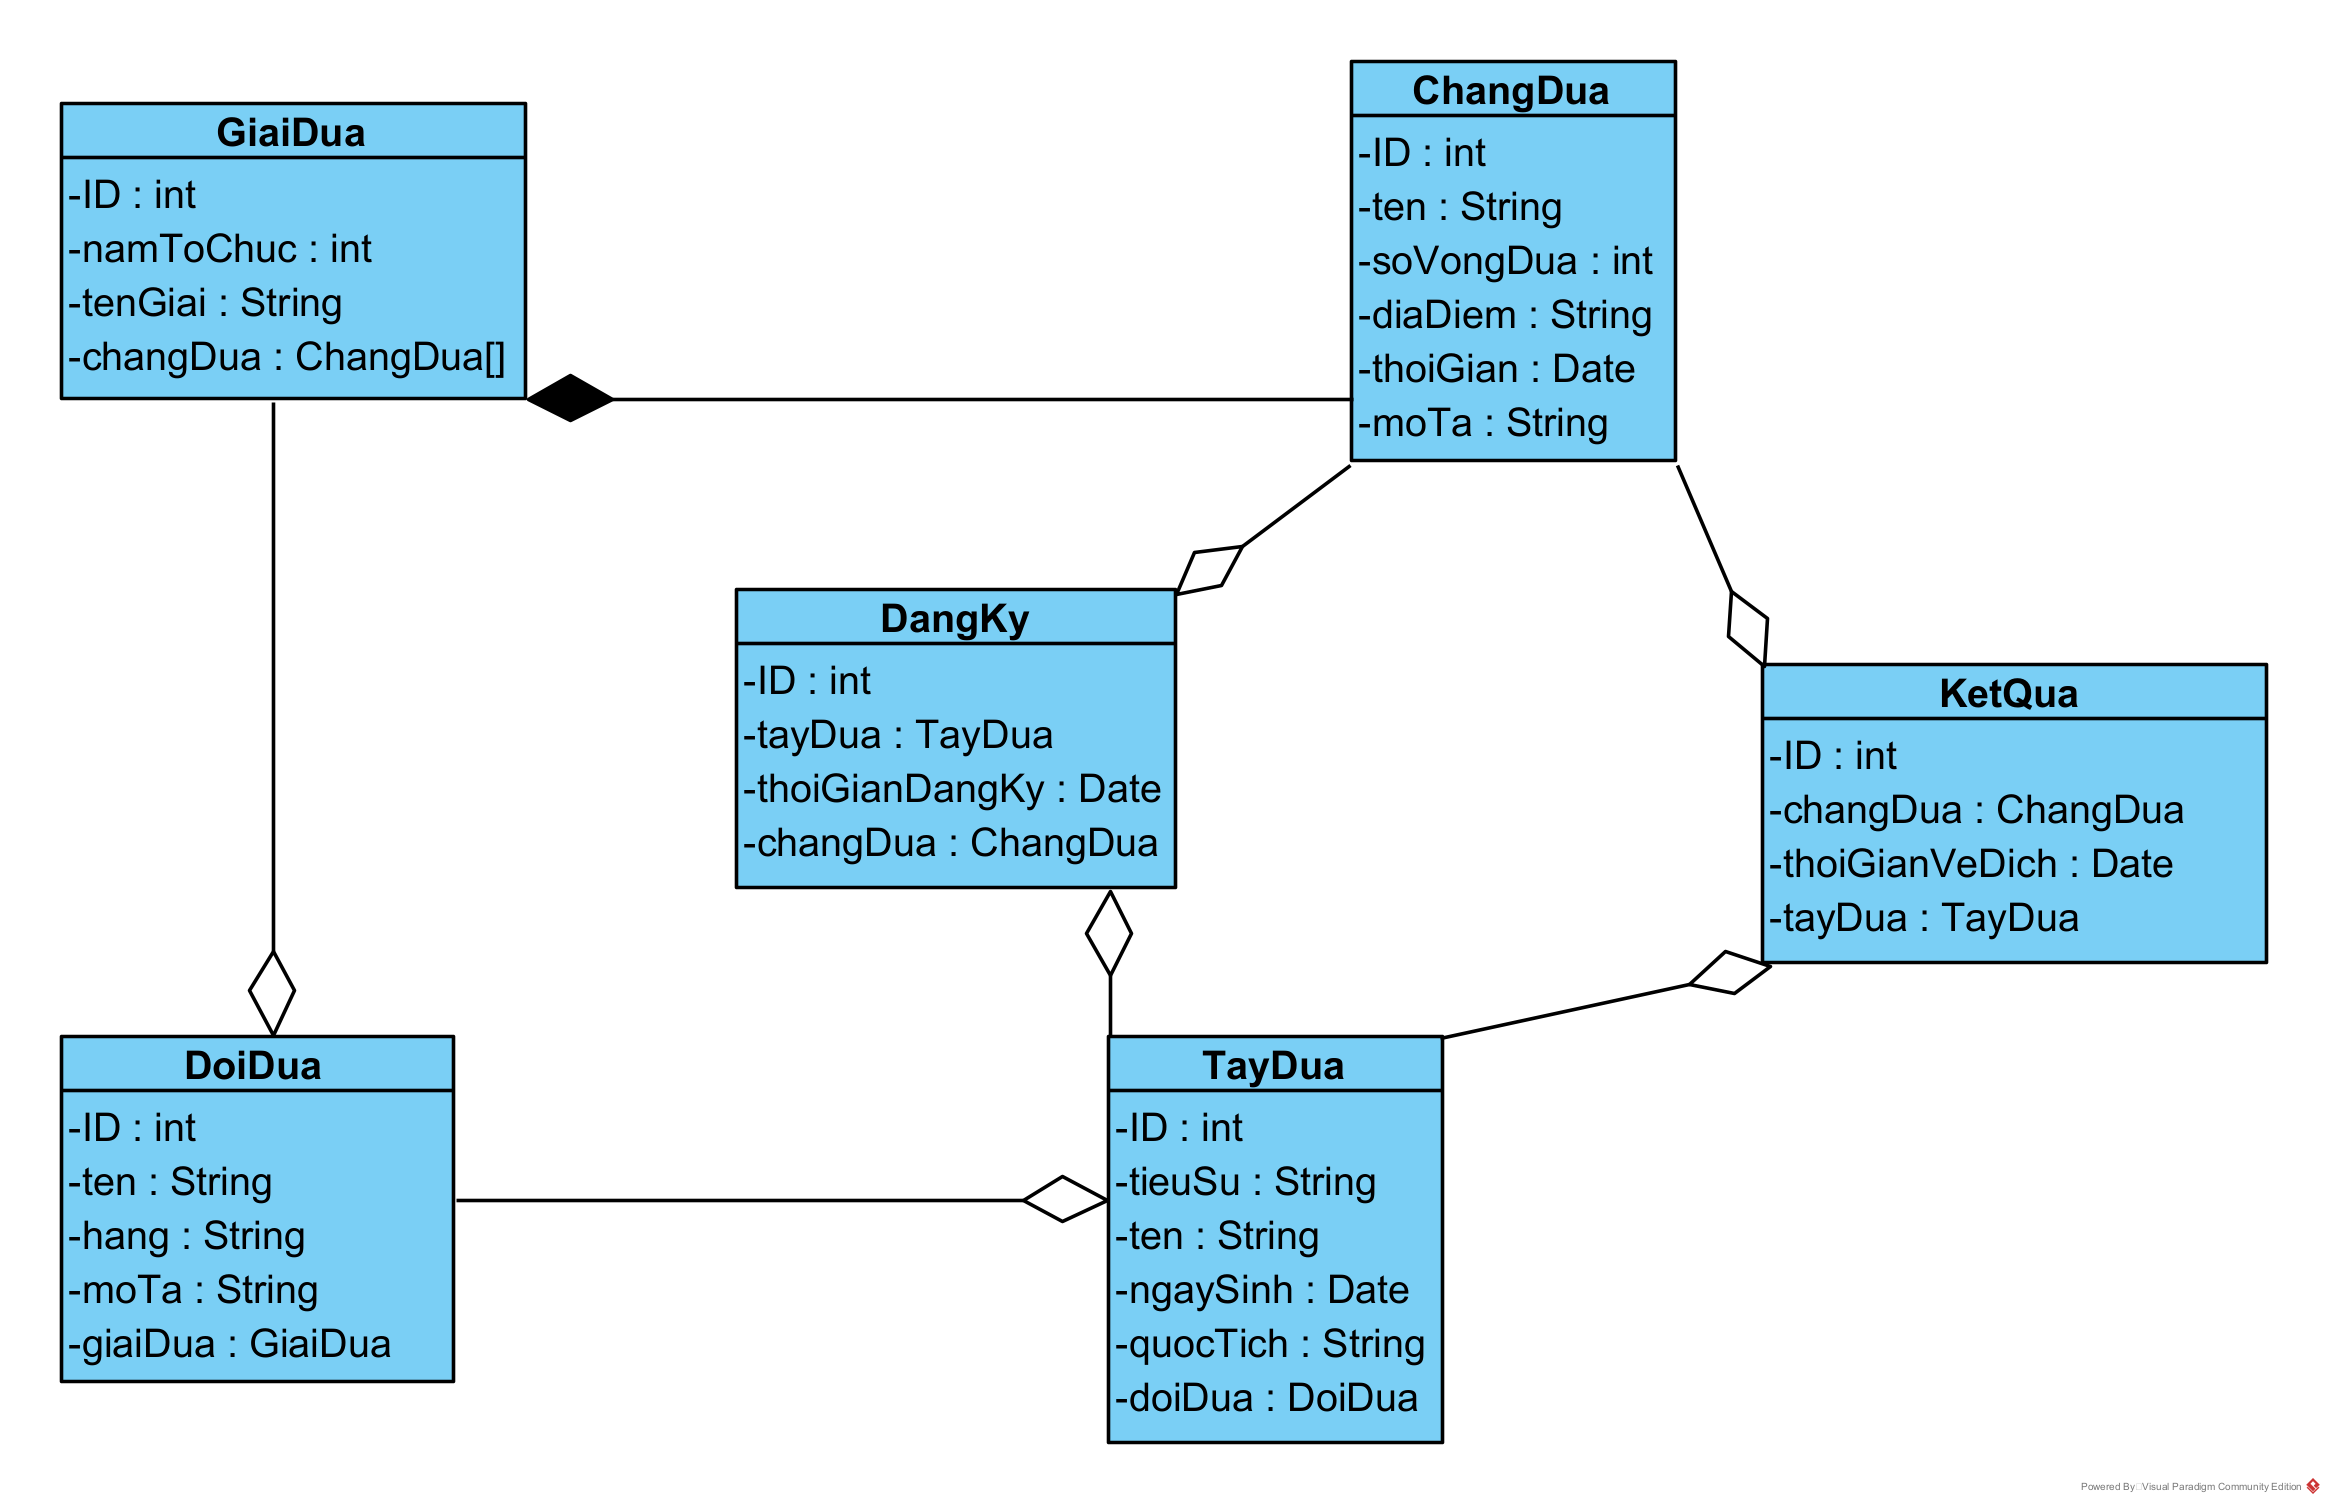 GiaiDua
-ID : int
-namToChuc : int
-tenGiai : String
-changDua : ChangDua[]
ChangDua
-ID : int
-ten : String
-soVongDua : int
-diaDiem : String
-thoiGian : Date
-moTa : String
DangKy
-ID : int
-tayDua : TayDua
-thoiGianDangKy : Date
-changDua : ChangDua
KetQua
-ID : int
-changDua : ChangDua
-thoiGianVeDich : Date
-tayDua : TayDua
DoiDua
-ID : int
-ten : String
-hang : String
-moTa : String
-giaiDua : GiaiDua
TayDua
-ID : int
-tieuSu : String
-ten : String
-ngaySinh : Date
-quocTich : String
-doiDua : DoiDua
Powered By Visual Paradigm Community Edition